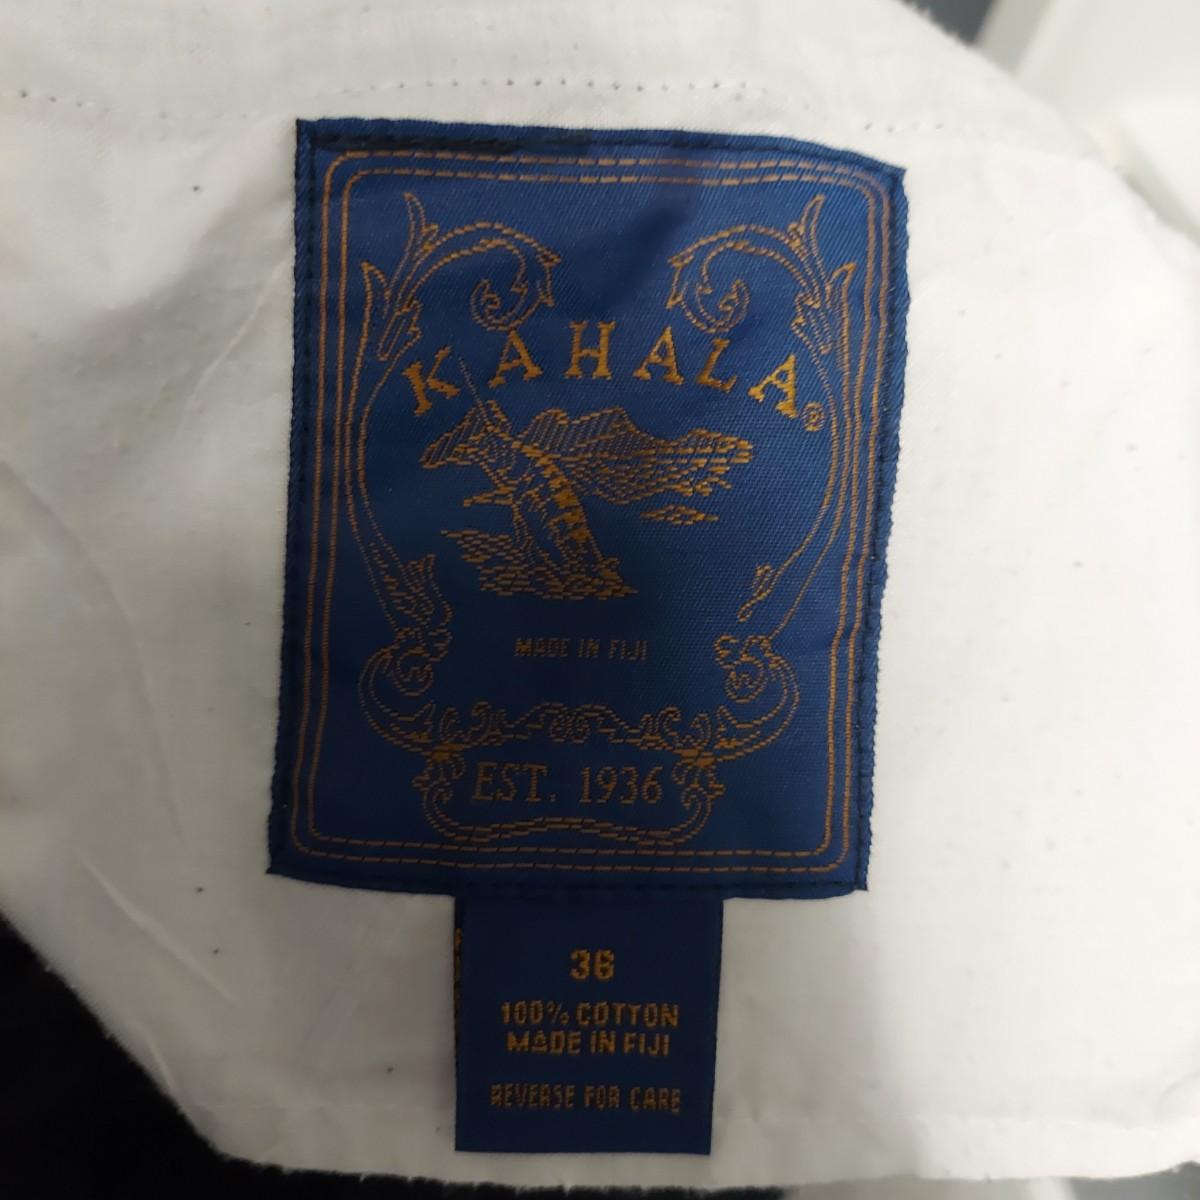 KAHALA®
MADE IN FIJI
EST. 1936
36
100% COTTON
MADE IN FIJI
REVERSE FOR CARE